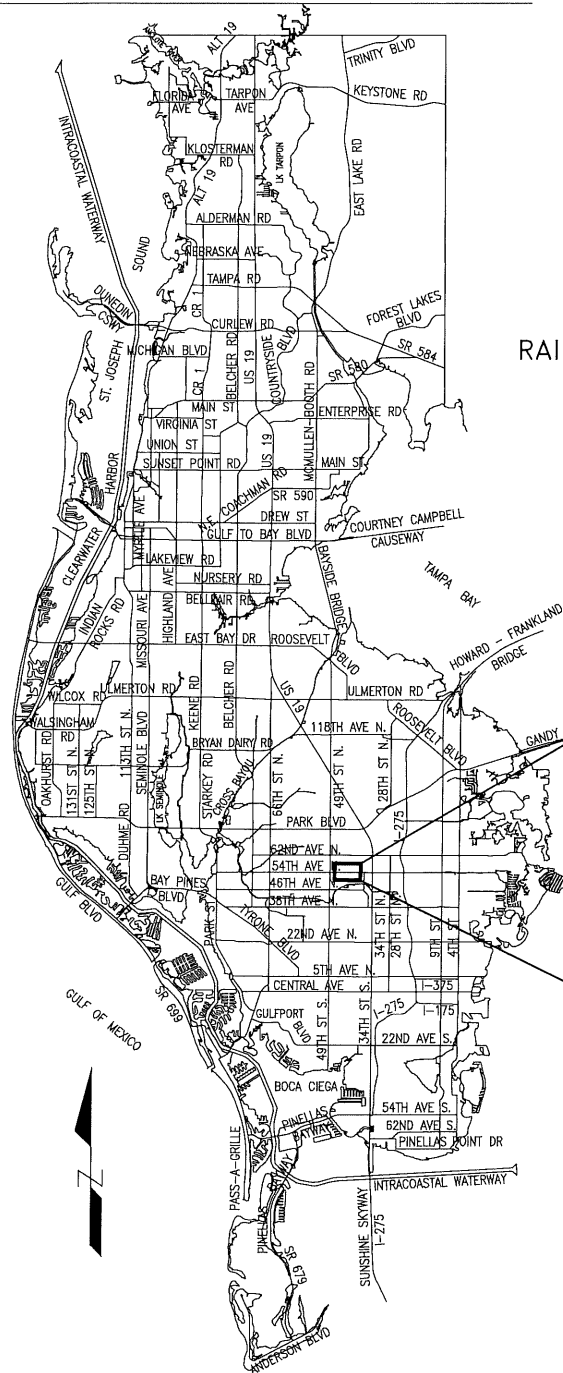 ALT 19
TRINITY BLVD
KEYSTONE RD
FLORIDA AVE
TARPON AVE
INTRACOASTAL WATERWAY
KLOSTERMAN RD
LK TARPON
EAST LAKE RD
ALT 19
ALDERMAN RD
NEBRASKA AVE
SOUND
TAMPA RD
DUNEDIN CSWY
CR 1
FOREST LAKES BLVD
CURLEW RD
COUNTRYSIDE BLVD
SR 584
MICHIGAN BLVD
ST. JOSEPH
BELCHER RD
US 19
RAI
SR 580
CR 1
MCMULLEN-BOOTH RD
MAIN ST
ENTERPRISE RD
VIRGINIA ST
UNION ST
US 19
SUNSET POINT RD
MAIN ST
N.E. COACHMAN RD
SR 590
HARBOR
MYRTLE AVE
DREW ST
COURTNEY CAMPBELL CAUSEWAY
GULF TO BAY BLVD
CLEARWATER
LAKEVIEW RD
NURSERY RD
BELLAIR RD
BAYSIDE BRIDGE
TAMPA BAY
INDIAN ROCKS RD
MISSOURI AVE
HIGHLAND AVE
EAST BAY DR
ROOSEVELT BLVD
HOWARD - FRANKLAND BRIDGE
US 19
ULMERTON RD
ULMERTON RD
WILCOX RD
WALSINGHAM RD
KEENE RD
BELCHER RD
ROOSEVELT BLVD
118TH AVE N.
OAKHURST RD
131ST ST N.
125TH ST N.
113TH ST N.
SEMINOLE BLVD
LK SEMINOLE
BRYAN DAIRY RD
STARKEY RD
CROSS BAYOU
66TH ST N.
49TH ST N.
28TH ST N.
I-275
GANDY
DUHME RD
PARK BLVD
62ND AVE N.
54TH AVE
46TH AVE
38TH AVE N.
BAY PINES BLVD
GULF BLVD
PARK ST
TYRONE BLVD
22ND AVE N.
34TH ST N.
28TH ST N.
9TH ST
4TH ST
5TH AVE N.
CENTRAL AVE
I-375
I-175
GULF OF MEXICO
SR 699
GULFPORT BLVD
49TH ST S.
34TH ST S.
I-275
22ND AVE S.
BOCA CIEGA
54TH AVE S.
62ND AVE S.
PINELLAS POINT DR
PINELLAS BAYWAY
PASS-A-GRILLE
PINELLAS BAYWAY
INTRACOASTAL WATERWAY
SUNSHINE SKYWAY
I-275
SR 679
ANDERSON BLVD